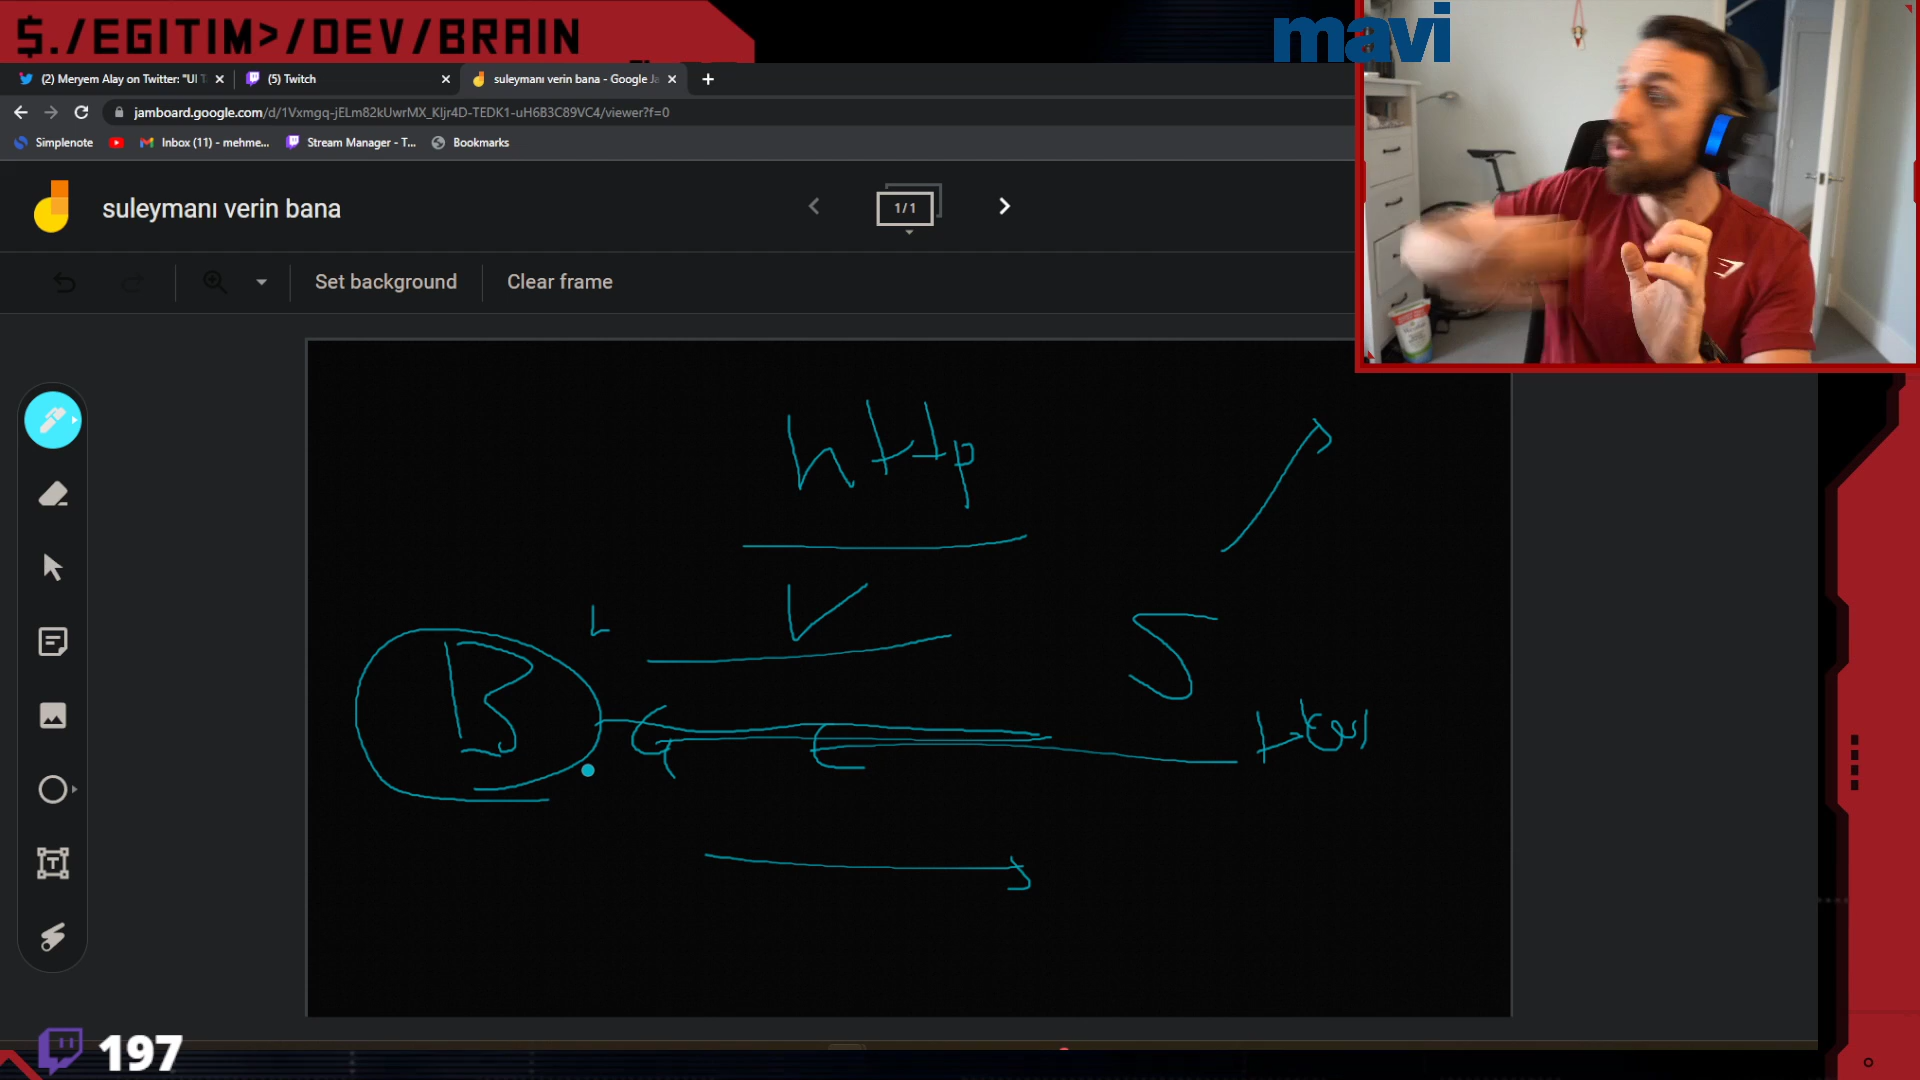 $./EGITIM>/DEV/BRAIN
mavi
(2) Meryem Alay on Twitter: "UI T
(5) Twitch
suleymanı verin bana - Google Ja
jamboard.google.com/d/1Vxmgq-jELm82kUwrMX_KIjr4D-TEDK1-uH6B3C89VC4/viewer?f=0
Simplenote
Inbox (11) - mehme...
Stream Manager - T...
Bookmarks
suleymanı verin bana
1/1
Set background
Clear frame
http
B
S
197